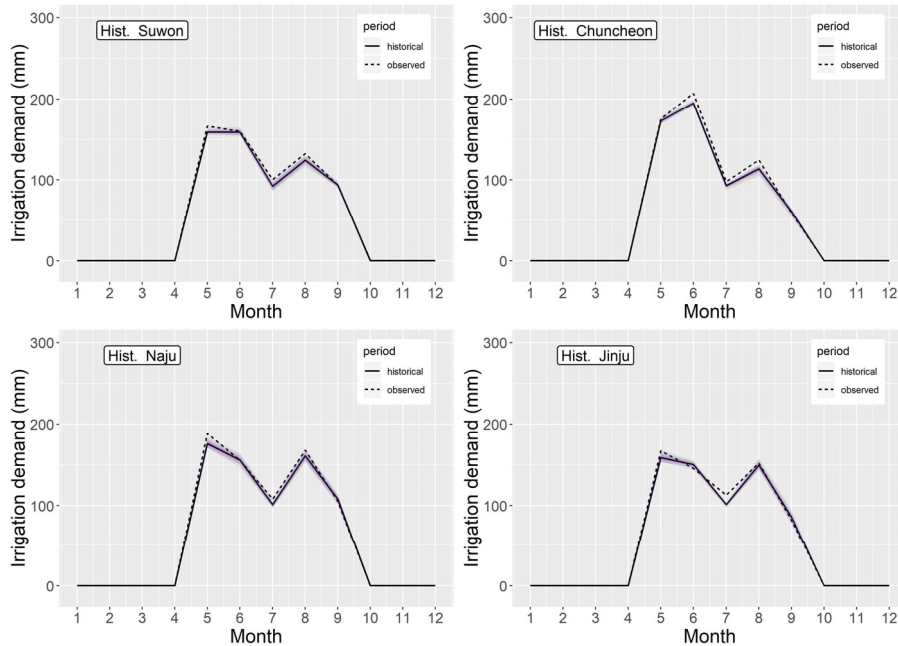 Hist. Suwon
period
historical
observed
Irrigation demand (mm)
300
200
100
0
1 2 3 4 5 6 7 8 9 10 11 12
Month
Hist. Chuncheon
period
historical
observed
Irrigation demand (mm)
300
200
100
0
1 2 3 4 5 6 7 8 9 10 11 12
Month
Hist. Naju
period
historical
observed
Irrigation demand (mm)
300
200
100
0
1 2 3 4 5 6 7 8 9 10 11 12
Month
Hist. Jinju
period
historical
observed
Irrigation demand (mm)
300
200
100
0
1 2 3 4 5 6 7 8 9 10 11 12
Month